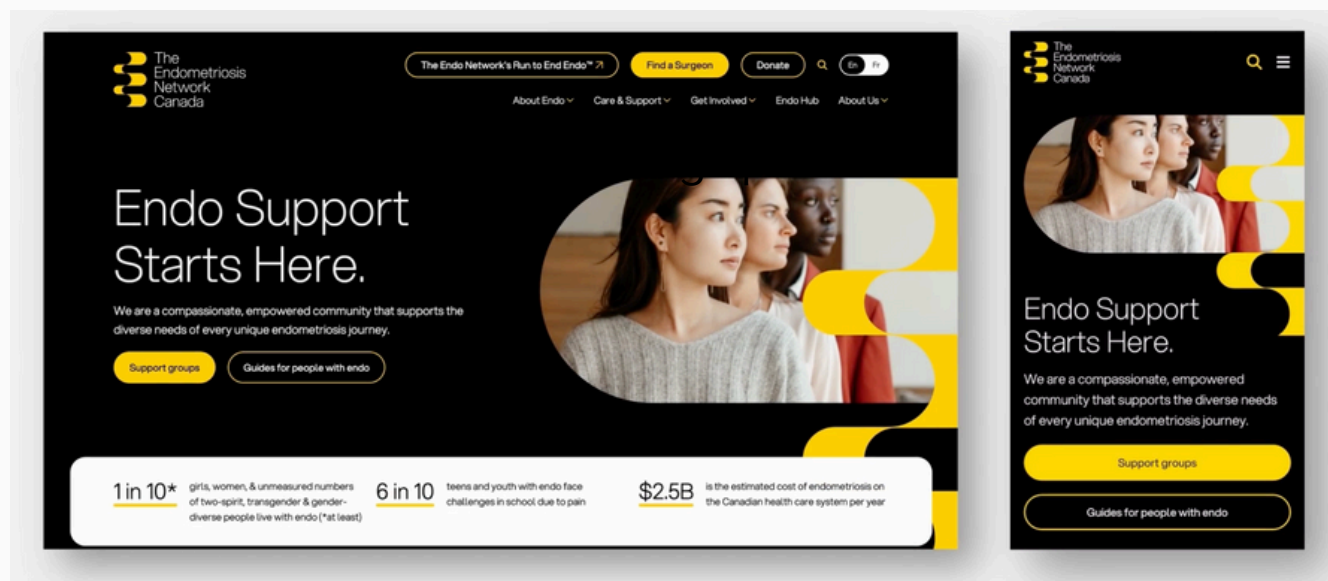 The
Endometriosis
Network
Canada
The Endo Network's Run to End Endo™
Find a Surgeon
Donate
En
Fr
About Endo
Care & Support
Get Involved
Endo Hub
About Us
Endo Support
Starts Here.
We are a compassionate, empowered community that supports the
diverse needs of every unique endometriosis journey.
Support groups
Guides for people with endo
1 in 10*
girls, women, & unmeasured numbers
of two-spirit, transgender & gender-
diverse people live with endo (*at least)
6 in 10
teens and youth with endo face
challenges in school due to pain
$2.5B
is the estimated cost of endometriosis on
the Canadian health care system per year
The
Endometriosis
Network
Canada
Endo Support
Starts Here.
We are a compassionate, empowered
community that supports the diverse needs
of every unique endometriosis journey.
Support groups
Guides for people with endo